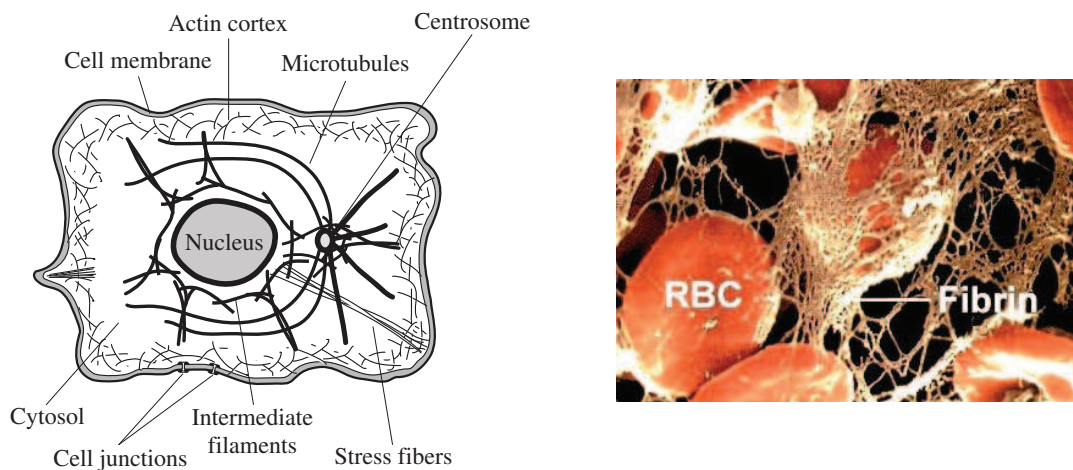 Actin cortex
Centrosome
Cell membrane
Microtubules
Nucleus
RBC
Fibrin
Cytosol
Intermediate
filaments
Cell junctions
Stress fibers